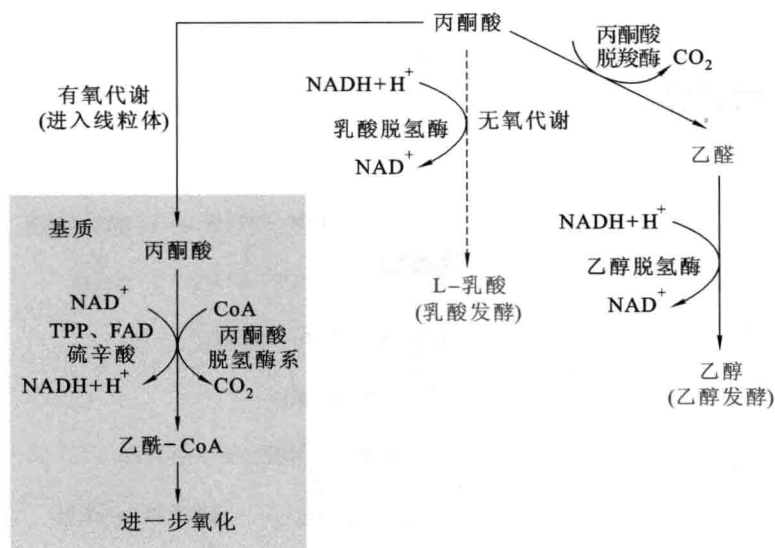 丙酮酸
丙酮酸
脱羧酶
CO₂
有氧代谢
(进入线粒体)
NADH+H⁺
乳酸脱氢酶
NAD⁺
无氧代谢
乙醛
基质
丙酮酸
NAD⁺
TPP、FAD
硫辛酸
NADH+H⁺
CoA
丙酮酸
脱氢酶系
CO₂
乙酰-CoA
进一步氧化
L-乳酸
(乳酸发酵)
NADH+H⁺
乙醇脱氢酶
NAD⁺
乙醇
(乙醇发酵)